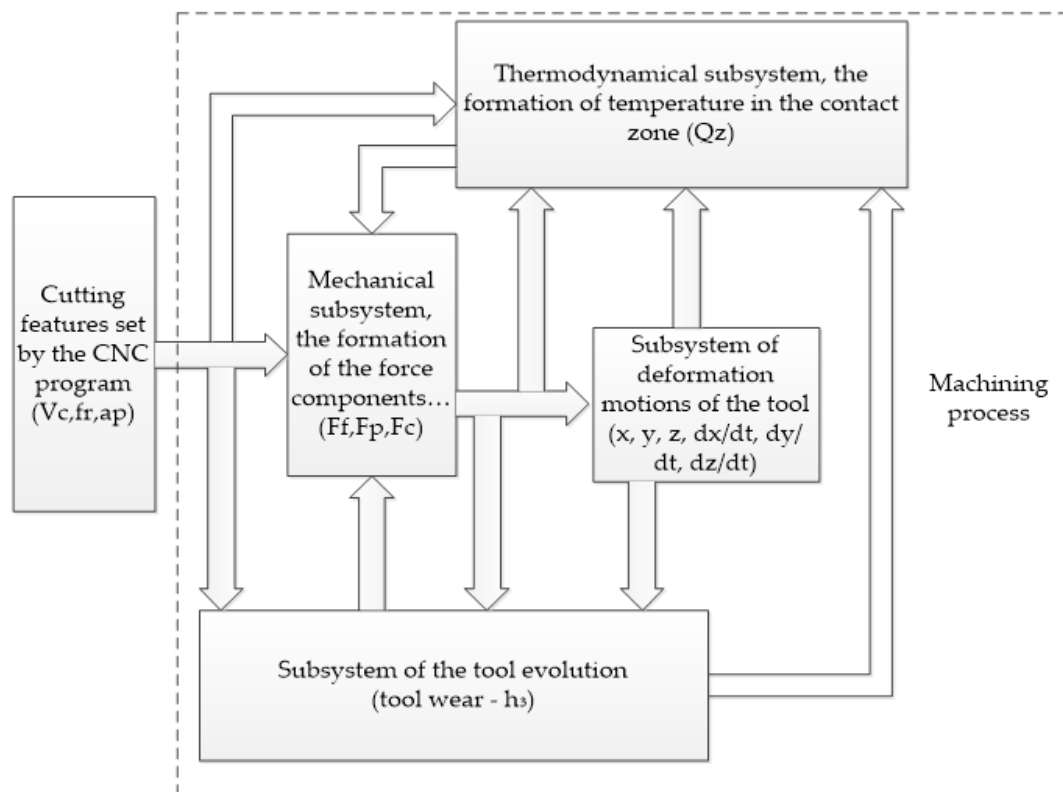 Thermodynamical subsystem, the
formation of temperature in the contact
zone (Qz)
Cutting
features set
by the CNC
program
(Vc,fr,ap)
Mechanical
subsystem,
the formation
of the force
components…
(Ff,Fp,Fc)
Subsystem of
deformation
motions of the tool
(x, y, z, dx/dt, dy/
dt, dz/dt)
Machining
process
Subsystem of the tool evolution
(tool wear - h₃)